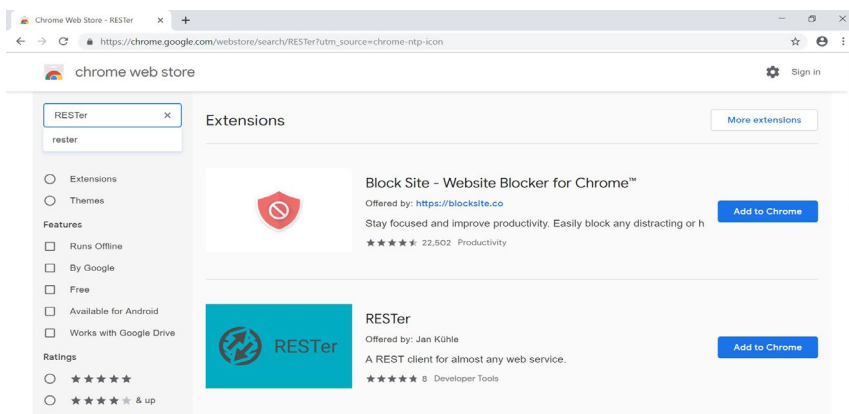 Chrome Web Store - RESTer
https://chrome.google.com/webstore/search/RESTer?utm_source=chrome-ntp-icon
chrome web store
Sign in
RESTer
rester
Extensions
Themes
Features
Runs Offline
By Google
Free
Available for Android
Works with Google Drive
Ratings
& up
Extensions
More extensions
Block Site - Website Blocker for Chrome™
Offered by: https://blocksite.co
Stay focused and improve productivity. Easily block any distracting or h
22,502 Productivity
Add to Chrome
RESTer
RESTer
Offered by: Jan Kühle
A REST client for almost any web service.
8 Developer Tools
Add to Chrome